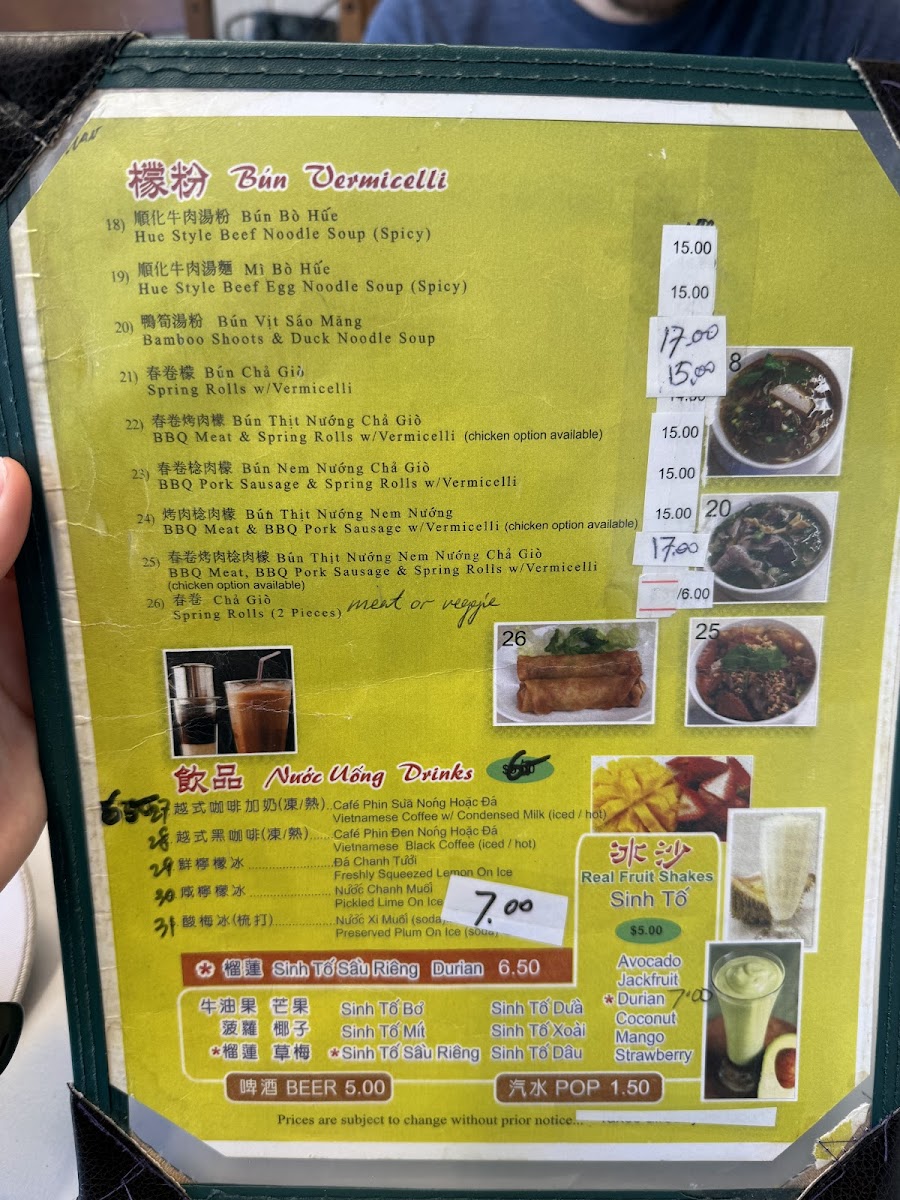 檬粉 Bún Vermicelli
18) 順化牛肉湯粉 Bún Bò Hűe
Hue Style Beef Noodle Soup (Spicy)
15.00
19) 順化牛肉湯麵 Mì Bò Hűe
Hue Style Beef Egg Noodle Soup (Spicy)
15.00
20) 鴨筍湯粉 Bún Vịt Sáo Măng
Bamboo Shoots & Duck Noodle Soup
17.00
21) 春卷檬 Bún Chả Giò
Spring Rolls w/Vermicelli
15.00
22) 春卷烤肉檬 Bún Thịt Nướng Chả Giò
BBQ Meat & Spring Rolls w/Vermicelli (chicken option available)
15.00
23) 春卷棯肉檬 Bún Nem Nướng Chả Giò
BBQ Pork Sausage & Spring Rolls w/Vermicelli
15.00
24) 烤肉棯肉檬 Bún Thịt Nướng Nem Nướng
BBQ Meat & BBQ Pork Sausage w/Vermicelli (chicken option available)
15.00
25) 春卷烤肉棯肉檬 Bún Thịt Nướng Nem Nướng Chả Giò
BBQ Meat, BBQ Pork Sausage & Spring Rolls w/Vermicelli
(chicken option available)
17.00
26) 春卷 Chả Giò
Spring Rolls (2 Pieces) meat or veggie
/6.00
8
20
26
25
飲品 Nước Uống Drinks
27 越式咖啡加奶(凍/熱)..Café Phin Sữa Nong Hoặc Đá
Vietnamese Coffee w/ Condensed Milk (iced / hot)
28 越式黑咖啡(凍/熱)......Café Phin Đen Nong Hoặc Đá
Vietnamese Black Coffee (iced / hot)
29 鮮檸檬冰 ......................Đá Chanh Tươi
Freshly Squeezed Lemon On Ice
30 咸檸檬冰 ......................Nước Chanh Muối
Pickled Lime On Ice
31 酸梅冰(梳打)................Nước Xí Muối (soda)
Preserved Plum On Ice (soda)
7.00
冰沙
Real Fruit Shakes
Sinh Tố
$5.00
Avocado
Jackfruit
*Durian 7.00
Coconut
Mango
Strawberry
* 榴蓮 Sinh Tố Sầu Riêng Durian 6.50
牛油果 芒果 Sinh Tố Bơ Sinh Tố Dừa
菠蘿 椰子 Sinh Tố Mít Sinh Tố Xoài
*榴蓮 草梅 *Sinh Tố Sầu Riêng Sinh Tố Dâu
啤酒 BEER 5.00
汽水 POP 1.50
Prices are subject to change without prior notice...